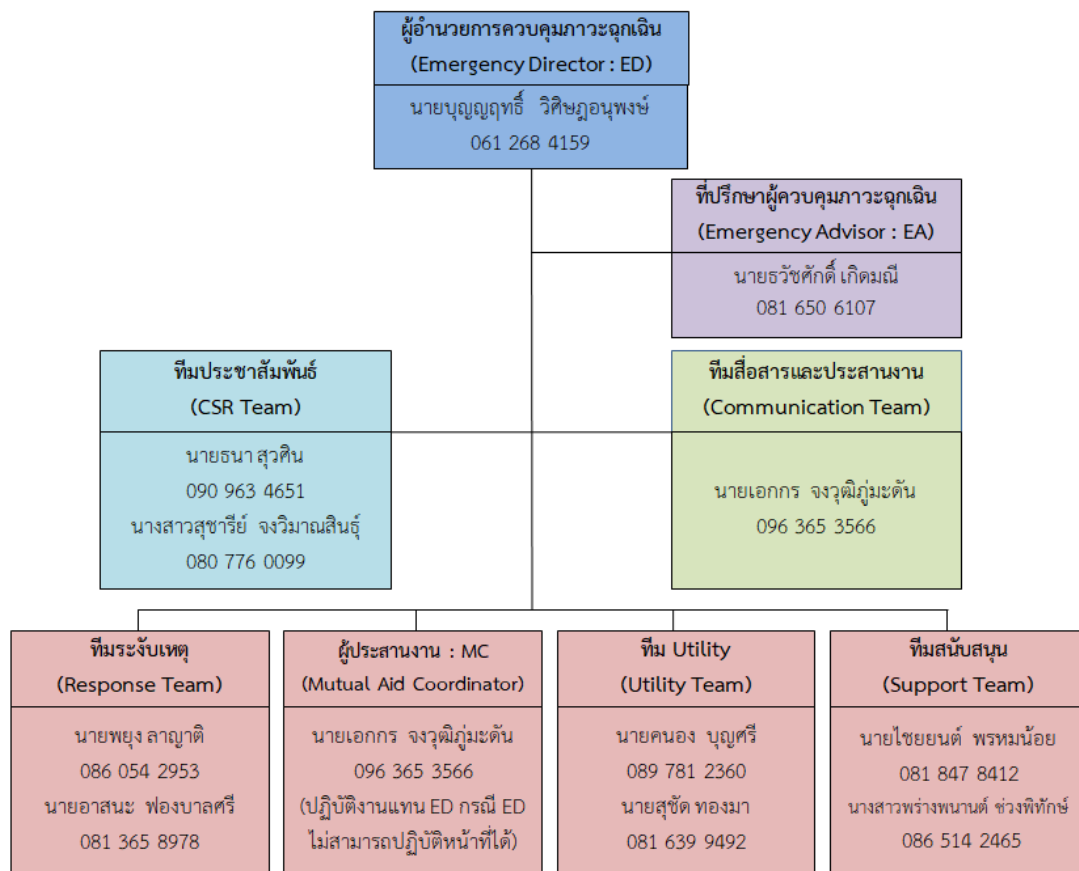 ผู้อำนวยการควบคุมภาวะฉุกเฉิน
(Emergency Director : ED)
นายบุญญฤทธิ์ วิศิษฎอนุพงษ์
061 268 4159
ที่ปรึกษาผู้ควบคุมภาวะฉุกเฉิน
(Emergency Advisor : EA)
นายธวัชศักดิ์ เกิดมณี
081 650 6107
ทีมประชาสัมพันธ์
(CSR Team)
นายธนา สุวศิน
090 963 4651
นางสาวสุชารีย์ จงวิมาณสินธุ์
080 776 0099
ทีมสื่อสารและประสานงาน
(Communication Team)
นายเอกกร จงวุฒิภู่มะดัน
096 365 3566
ทีมระงับเหตุ
(Response Team)
นายพยุง ลาญาติ
086 054 2953
นายอาสนะ ฟองบาลศรี
081 365 8978
ผู้ประสานงาน : MC
(Mutual Aid Coordinator)
นายเอกกร จงวุฒิภู่มะดัน
096 365 3566
(ปฏิบัติงานแทน ED กรณี ED
ไม่สามารถปฏิบัติหน้าที่ได้)
ทีม Utility
(Utility Team)
นายคนอง บุญศรี
089 781 2360
นายสุชัด ทองมา
081 639 9492
ทีมสนับสนุน
(Support Team)
นายไชยยนต์ พรหมน้อย
081 847 8412
นางสาวพร่างพนานต์ ช่วงพิทักษ์
086 514 2465